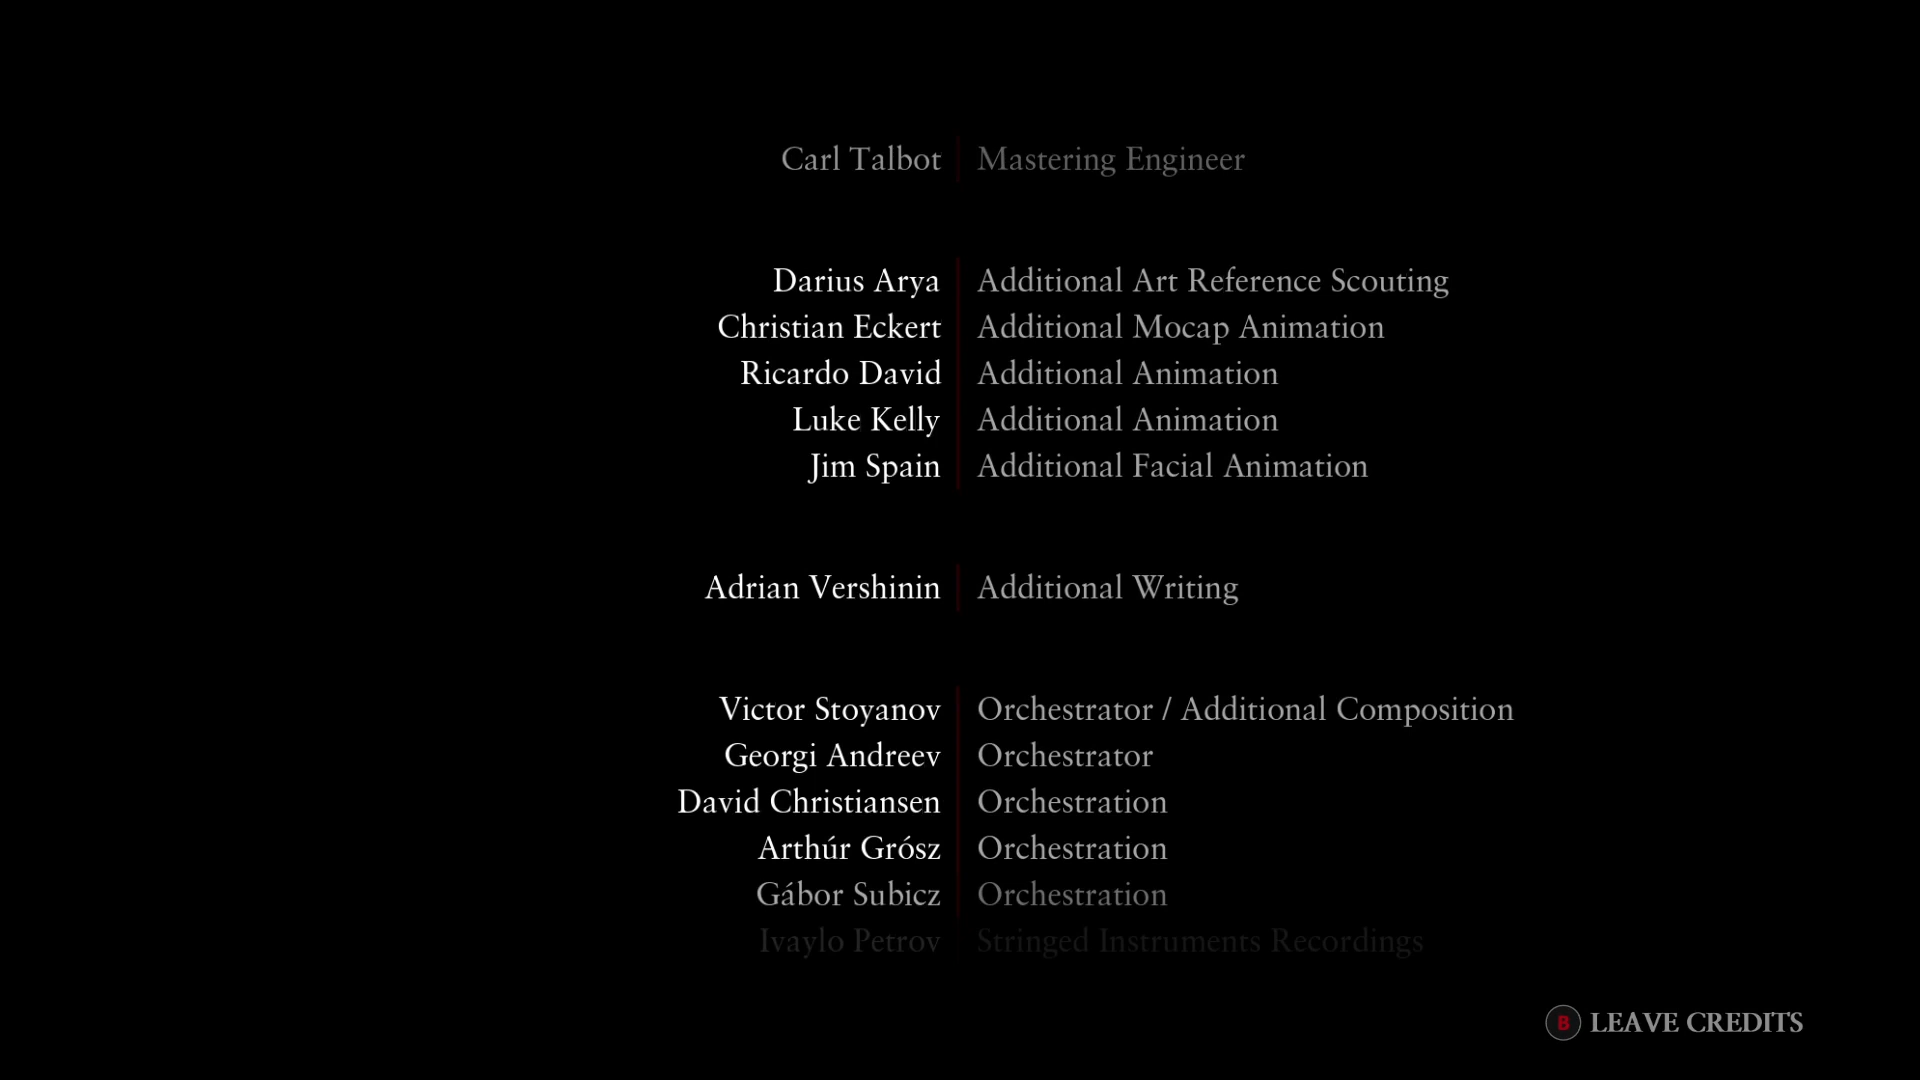 Carl Talbot Mastering Engineer
Darius Arya Additional Art Reference Scouting
Christian Eckert Additional Mocap Animation
Ricardo David Additional Animation
Luke Kelly Additional Animation
Jim Spain Additional Facial Animation
Adrian Vershinin Additional Writing
Victor Stoyanov Orchestrator / Additional Composition
Georgi Andreev Orchestrator
David Christiansen Orchestration
Arthúr Grósz Orchestration
Gábor Subicz Orchestration
Ivaylo Petrov Stringed Instruments Recordings
B LEAVE CREDITS